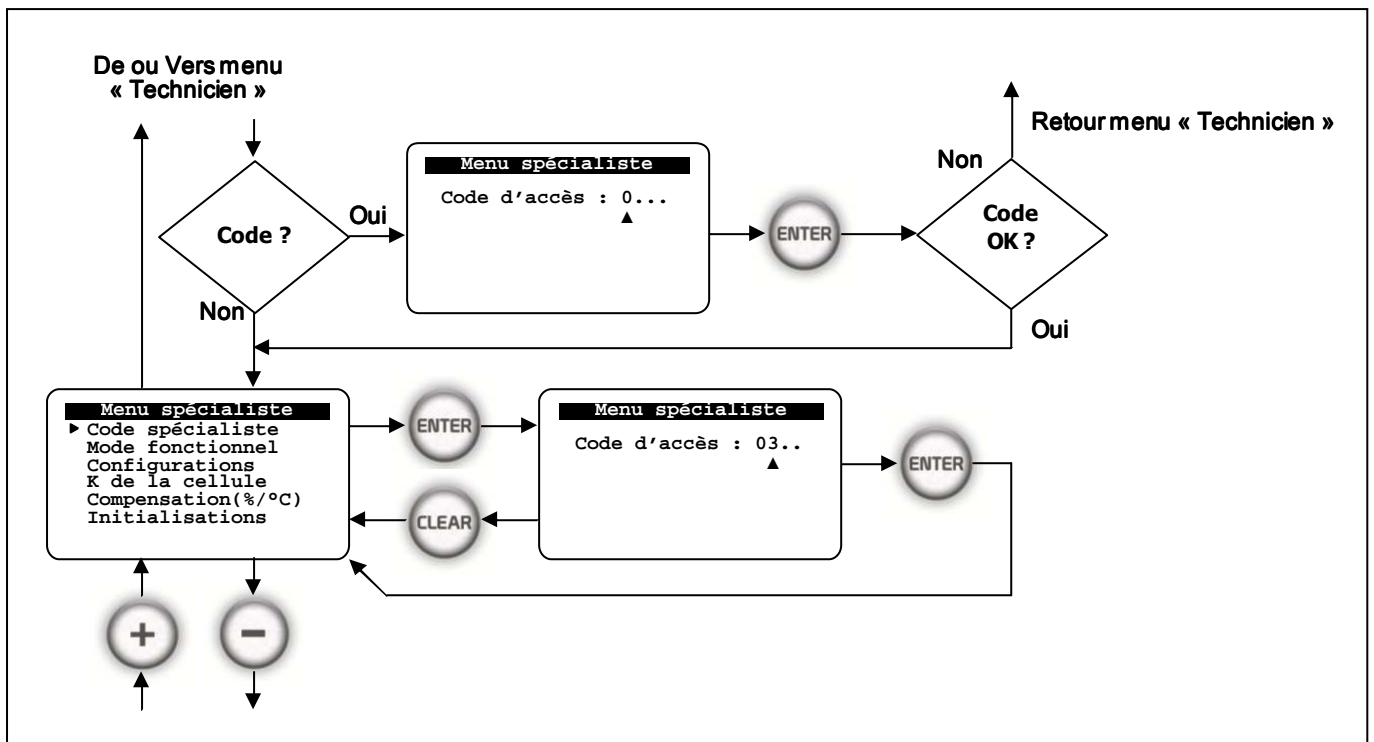 De ou Vers menu
« Technicien »
Retour menu « Technicien »
Non
Menu spécialiste
Code d’accès : 0...
Code ?
Oui
ENTER
Code
OK ?
Non
Oui
Menu spécialiste
Code spécialiste
Mode fonctionnel
Configurations
K de la cellule
Compensation(%/°C)
Initialisations
ENTER
CLEAR
Menu spécialiste
Code d’accès : 03..
ENTER
+
-